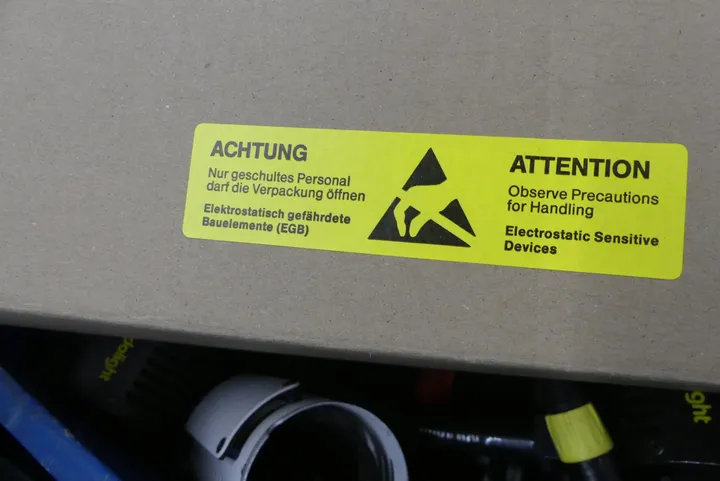 ACHTUNG
Nur geschultes Personal
darf die Verpackung öffnen
Elektrostatisch gefährdete
Bauelemente (EGB)
ATTENTION
Observe Precautions
for Handling
Electrostatic Sensitive
Devices